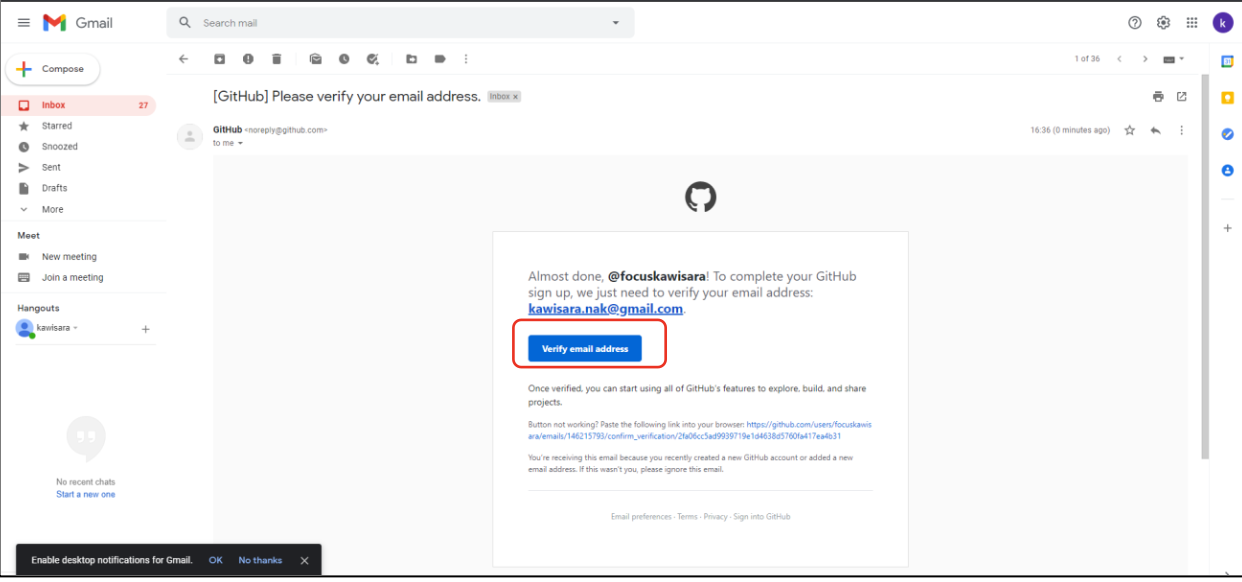 Gmail
Search mail
k
Compose
1 of 36
Inbox 27
Starred
Snoozed
Sent
Drafts
More
Meet
New meeting
Join a meeting
Hangouts
kawisara
No recent chats
Start a new one
[GitHub] Please verify your email address. Inbox x
GitHub <noreply@github.com>
to me
16:36 (0 minutes ago)
Almost done, @focuskawisara! To complete your GitHub
sign up, we just need to verify your email address:
kawisara.nak@gmail.com.
Verify email address
Once verified, you can start using all of GitHub's features to explore, build, and share
projects.
Button not working? Paste the following link into your browser: https://github.com/users/focuskawis
ara/emails/146215793/confirm_verification/2fa06cc5ad9939719e1d4638d5760fa417ea4b31
You're receiving this email because you recently created a new GitHub account or added a new
email address. If this wasn't you, please ignore this email.
Email preferences · Terms · Privacy · Sign into GitHub
Enable desktop notifications for Gmail. OK No thanks